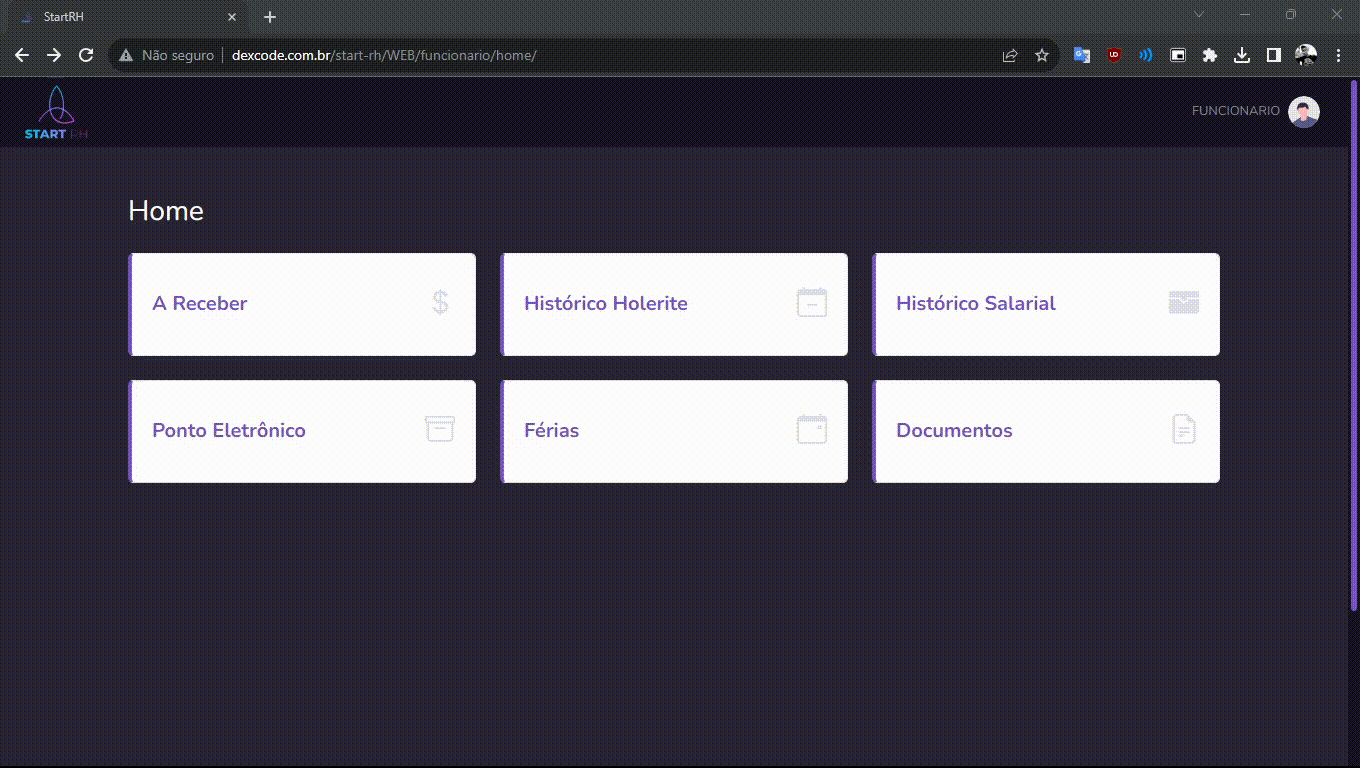 StartRH
Não seguro
dexcode.com.br/start-rh/WEB/funcionario/home/
START RH
FUNCIONARIO
Home
A Receber
$
Histórico Holerite
Histórico Salarial
Ponto Eletrônico
Férias
Documentos